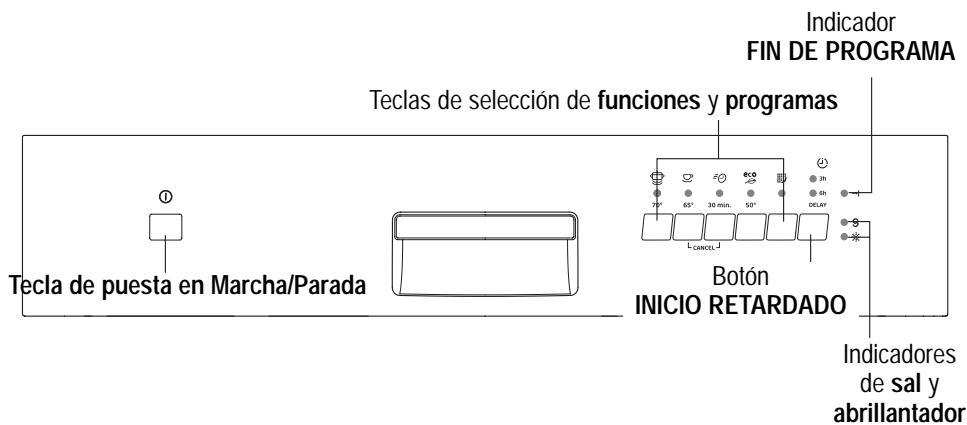 Indicador
FIN DE PROGRAMA
Teclas de selección de funciones y programas
eco
3h
6h
70° 65° 30 min. 50° DELAY
CANCEL
Tecla de puesta en Marcha/Parada
Botón
INICIO RETARDADO
Indicadores
de sal y
abrillantador